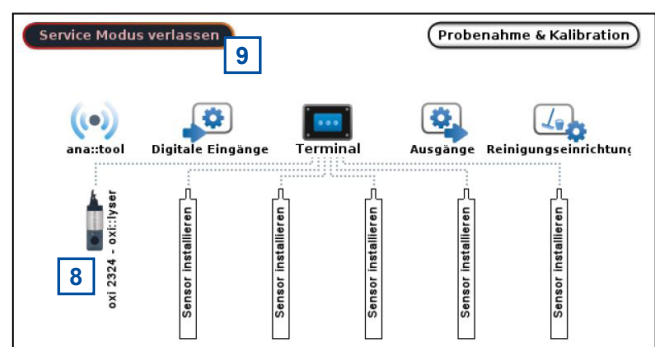 Service Modus verlassen
9
Probenahme & Kalibration
ana::tool
Digitale Eingänge
Terminal
Ausgänge
Reinigungseinrichtung
8
oxi 2324 - oxi::lyser
Sensor installieren
Sensor installieren
Sensor installieren
Sensor installieren
Sensor installieren